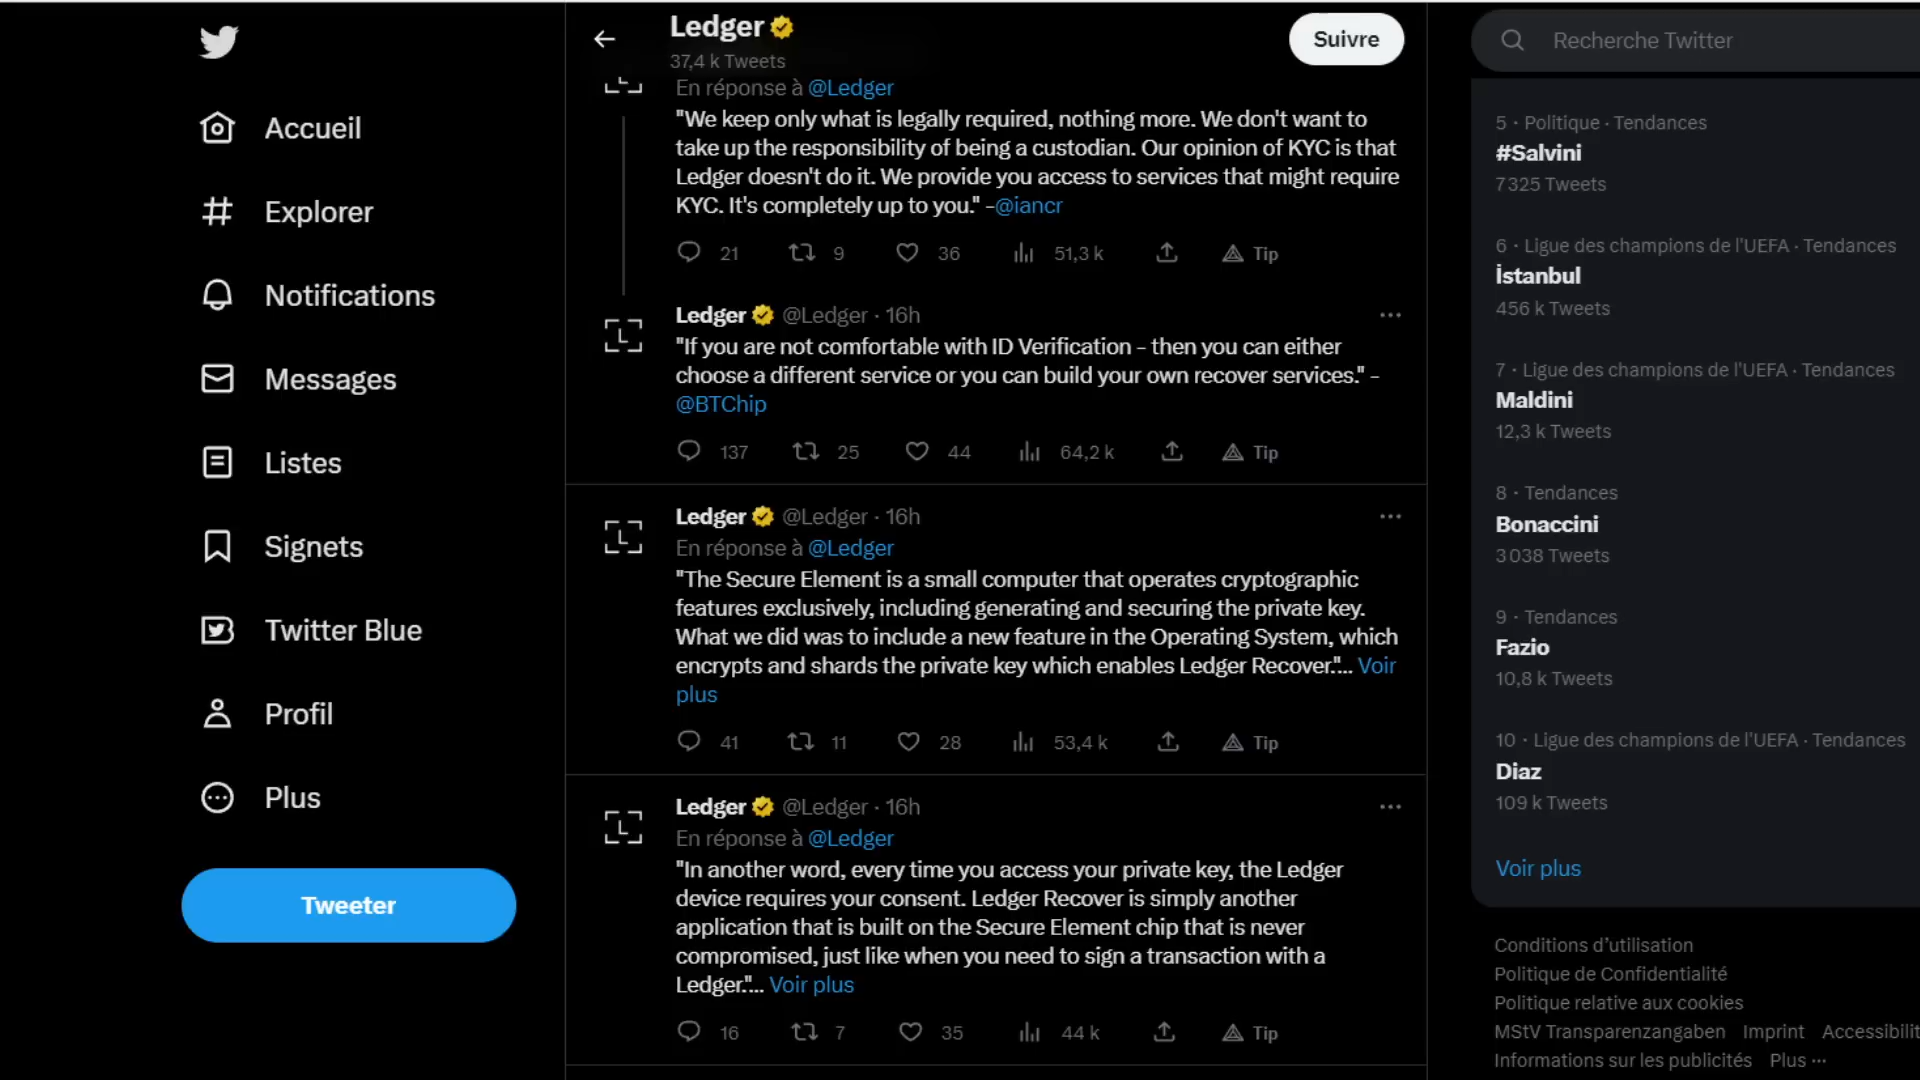 Accueil
Explorer
Notifications
Messages
Listes
Signets
Twitter Blue
Profil
Plus
Tweeter
Ledger
37,4 k Tweets
Suivre
En réponse à @Ledger
"We keep only what is legally required, nothing more. We don't want to
take up the responsibility of being a custodian. Our opinion of KYC is that
Ledger doesn't do it. We provide you access to services that might require
KYC. It's completely up to you." -@iancr
21 9 36 51,3 k Tip
Ledger @Ledger · 16h
"If you are not comfortable with ID Verification – then you can either
choose a different service or you can build your own recover services." –
@BTChip
137 25 44 64,2 k Tip
Ledger @Ledger · 16h
En réponse à @Ledger
"The Secure Element is a small computer that operates cryptographic
features exclusively, including generating and securing the private key.
What we did was to include a new feature in the Operating System, which
encrypts and shards the private key which enables Ledger Recover."... Voir
plus
41 11 28 53,4 k Tip
Ledger @Ledger · 16h
En réponse à @Ledger
"In another word, every time you access your private key, the Ledger
device requires your consent. Ledger Recover is simply another
application that is built on the Secure Element chip that is never
compromised, just like when you need to sign a transaction with a
Ledger."... Voir plus
16 7 35 44 k Tip
Recherche Twitter
5 · Politique · Tendances
#Salvini
7 325 Tweets
6 · Ligue des champions de l'UEFA · Tendances
İstanbul
456 k Tweets
7 · Ligue des champions de l'UEFA · Tendances
Maldini
12,3 k Tweets
8 · Tendances
Bonaccini
3 038 Tweets
9 · Tendances
Fazio
10,8 k Tweets
10 · Ligue des champions de l'UEFA · Tendances
Diaz
109 k Tweets
Voir plus
Conditions d’utilisation
Politique de Confidentialité
Politique relative aux cookies
MStV Transparenzangaben Imprint Accessibilit
Informations sur les publicités Plus ···